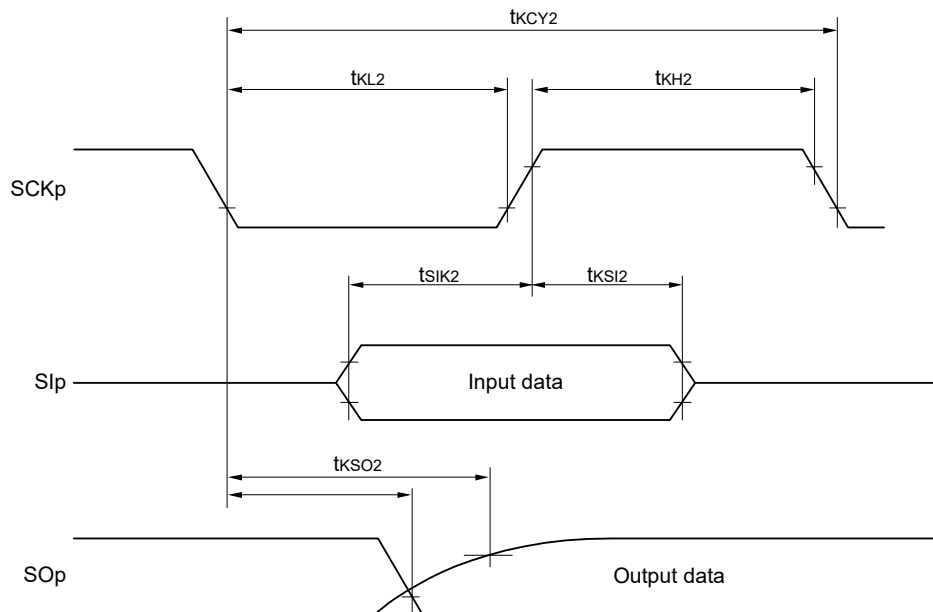 tKCY2
tKL2
tKH2
SCKp
tSIK2
tKSI2
SIp
Input data
tKSO2
SOp
Output data